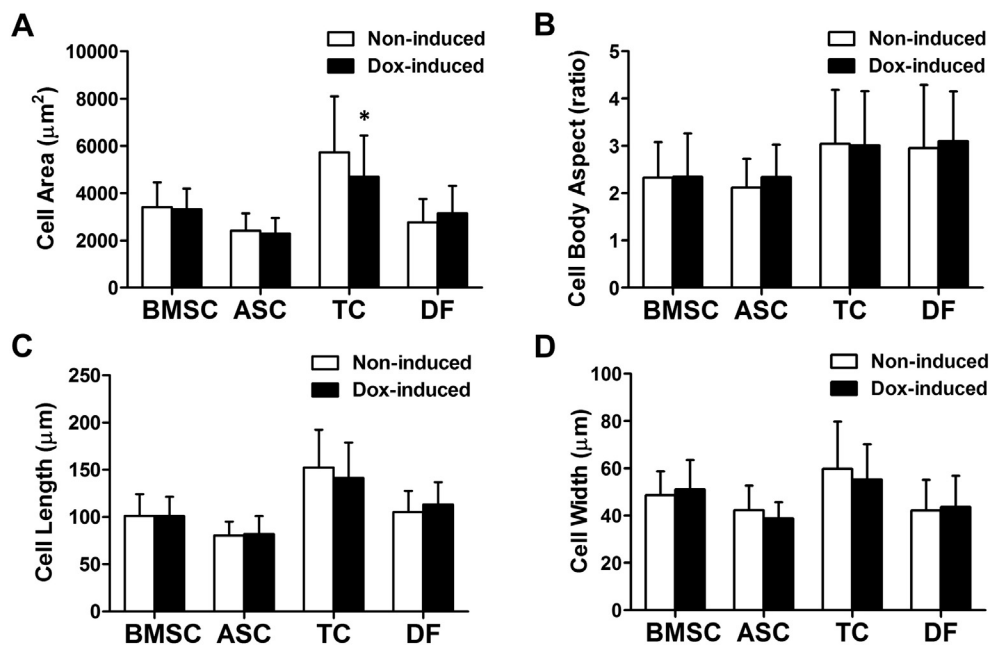 A
Non-induced
Dox-induced
Cell Area (μm²)
10000
8000
6000
4000
2000
0
*
BMSC ASC TC DF
B
Non-induced
Dox-induced
Cell Body Aspect (ratio)
5
4
3
2
1
0
BMSC ASC TC DF
C
Non-induced
Dox-induced
Cell Length (μm)
250
200
150
100
50
0
BMSC ASC TC DF
D
Non-induced
Dox-induced
Cell Width (μm)
100
80
60
40
20
0
BMSC ASC TC DF